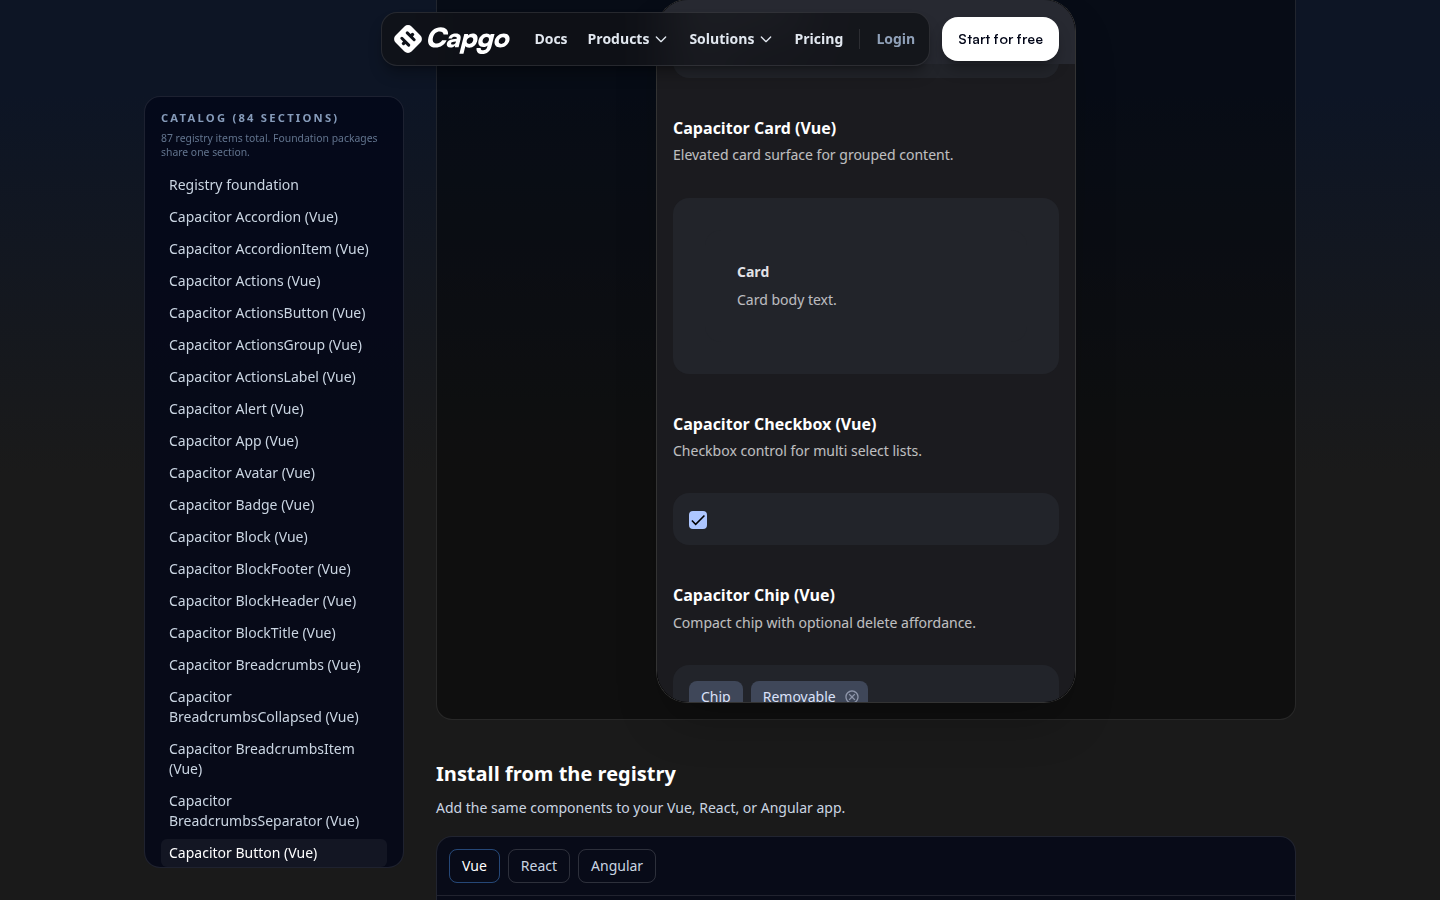 Capgo
Docs
Products
Solutions
Pricing
Login
Start for free
CATALOG (84 SECTIONS)
87 registry items total. Foundation packages
share one section.
Registry foundation
Capacitor Accordion (Vue)
Capacitor AccordionItem (Vue)
Capacitor Actions (Vue)
Capacitor ActionsButton (Vue)
Capacitor ActionsGroup (Vue)
Capacitor ActionsLabel (Vue)
Capacitor Alert (Vue)
Capacitor App (Vue)
Capacitor Avatar (Vue)
Capacitor Badge (Vue)
Capacitor Block (Vue)
Capacitor BlockFooter (Vue)
Capacitor BlockHeader (Vue)
Capacitor BlockTitle (Vue)
Capacitor Breadcrumbs (Vue)
Capacitor
BreadcrumbsCollapsed (Vue)
Capacitor BreadcrumbsItem
(Vue)
Capacitor
BreadcrumbsSeparator (Vue)
Capacitor Button (Vue)
Capacitor Card (Vue)
Elevated card surface for grouped content.
Card
Card body text.
Capacitor Checkbox (Vue)
Checkbox control for multi select lists.
Capacitor Chip (Vue)
Compact chip with optional delete affordance.
Chip
Removable
Install from the registry
Add the same components to your Vue, React, or Angular app.
Vue
React
Angular